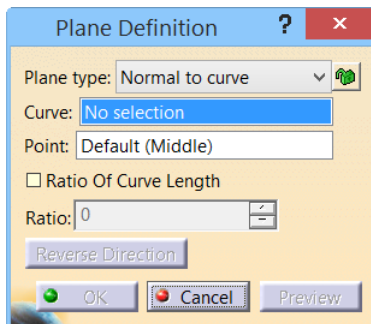 Plane Definition ? ×
Plane type: Normal to curve
Curve: No selection
Point: Default (Middle)
Ratio Of Curve Length
Ratio: 0
Reverse Direction
OK Cancel Preview